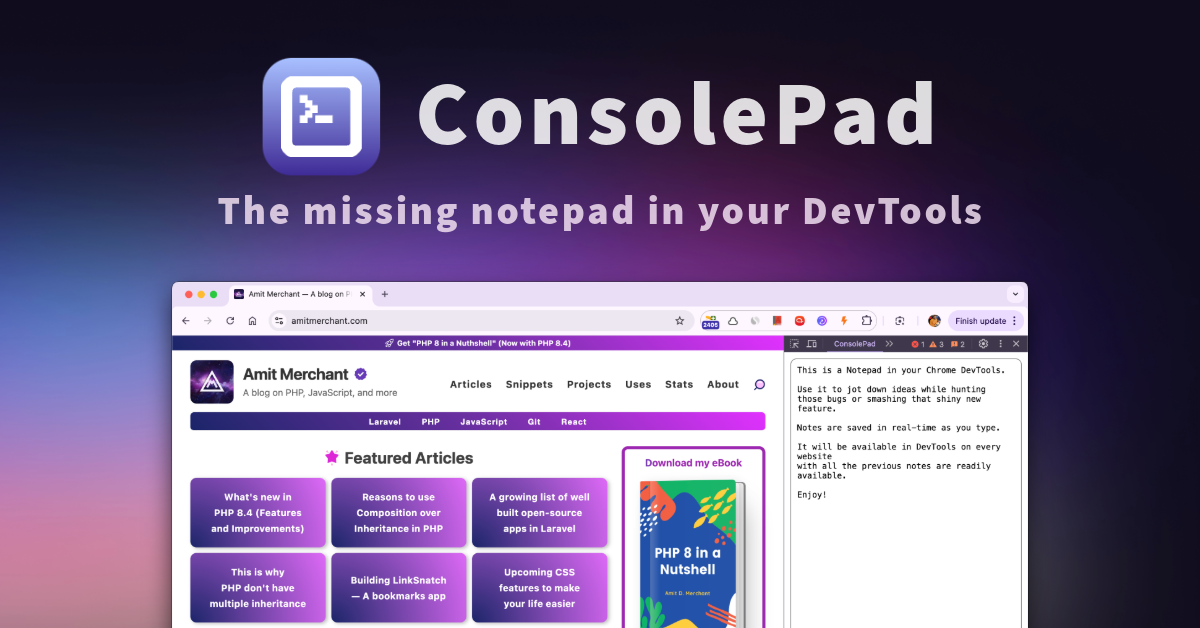 ConsolePad
The missing notepad in your DevTools
Amit Merchant — A blog on P
amitmerchant.com
2409
Finish update
Get "PHP 8 in a Nuthshell" (Now with PHP 8.4)
ConsolePad
1
3
2
Amit Merchant
A blog on PHP, JavaScript, and more
Articles Snippets Projects Uses Stats About
Laravel PHP JavaScript Git React
Featured Articles
What's new in
PHP 8.4 (Features
and Improvements)
Reasons to use
Composition over
Inheritance in PHP
A growing list of well
built open-source
apps in Laravel
This is why
PHP don't have
multiple inheritance
Building LinkSnatch
— A bookmarks app
Upcoming CSS
features to make
your life easier
Download my eBook
PHP 8 in a
Nutshell
Amit D. Merchant
This is a Notepad in your Chrome DevTools.
Use it to jot down ideas while hunting
those bugs or smashing that shiny new
feature.
Notes are saved in real-time as you type.
It will be available in DevTools on every
website
with all the previous notes are readily
available.
Enjoy!